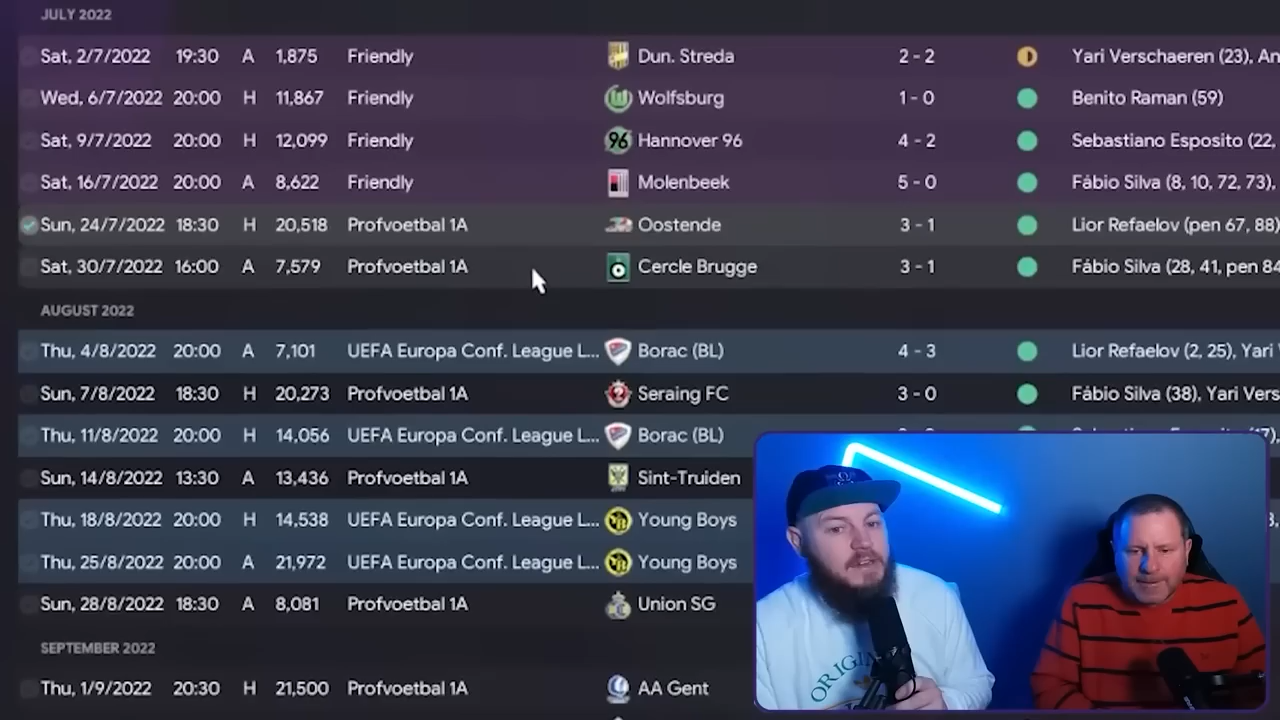 JULY 2022
Sat, 2/7/2022 19:30 A 1,875 Friendly Dun. Streda 2 - 2 Yari Verschaeren (23), An
Wed, 6/7/2022 20:00 H 11,867 Friendly Wolfsburg 1 - 0 Benito Raman (59)
Sat, 9/7/2022 20:00 H 12,099 Friendly 96 Hannover 96 4 - 2 Sebastiano Esposito (22,
Sat, 16/7/2022 20:00 A 8,622 Friendly Molenbeek 5 - 0 Fábio Silva (8, 10, 72, 73),
Sun, 24/7/2022 18:30 H 20,518 Profvoetbal 1A Oostende 3 - 1 Lior Refaelov (pen 67, 88)
Sat, 30/7/2022 16:00 A 7,579 Profvoetbal 1A Cercle Brugge 3 - 1 Fábio Silva (28, 41, pen 84
AUGUST 2022
Thu, 4/8/2022 20:00 A 7,101 UEFA Europa Conf. League L... Borac (BL) 4 - 3 Lior Refaelov (2, 25), Yari
Sun, 7/8/2022 18:30 H 20,273 Profvoetbal 1A Seraing FC 3 - 0 Fábio Silva (38), Yari Vers
Thu, 11/8/2022 20:00 H 14,056 UEFA Europa Conf. League L... Borac (BL)
Sun, 14/8/2022 13:30 A 13,436 Profvoetbal 1A Sint-Truiden
Thu, 18/8/2022 20:00 H 14,538 UEFA Europa Conf. League L... Young Boys
Thu, 25/8/2022 20:00 A 21,972 UEFA Europa Conf. League L... Young Boys
Sun, 28/8/2022 18:30 A 8,081 Profvoetbal 1A Union SG
SEPTEMBER 2022
Thu, 1/9/2022 20:30 H 21,500 Profvoetbal 1A AA Gent
ORIGIN